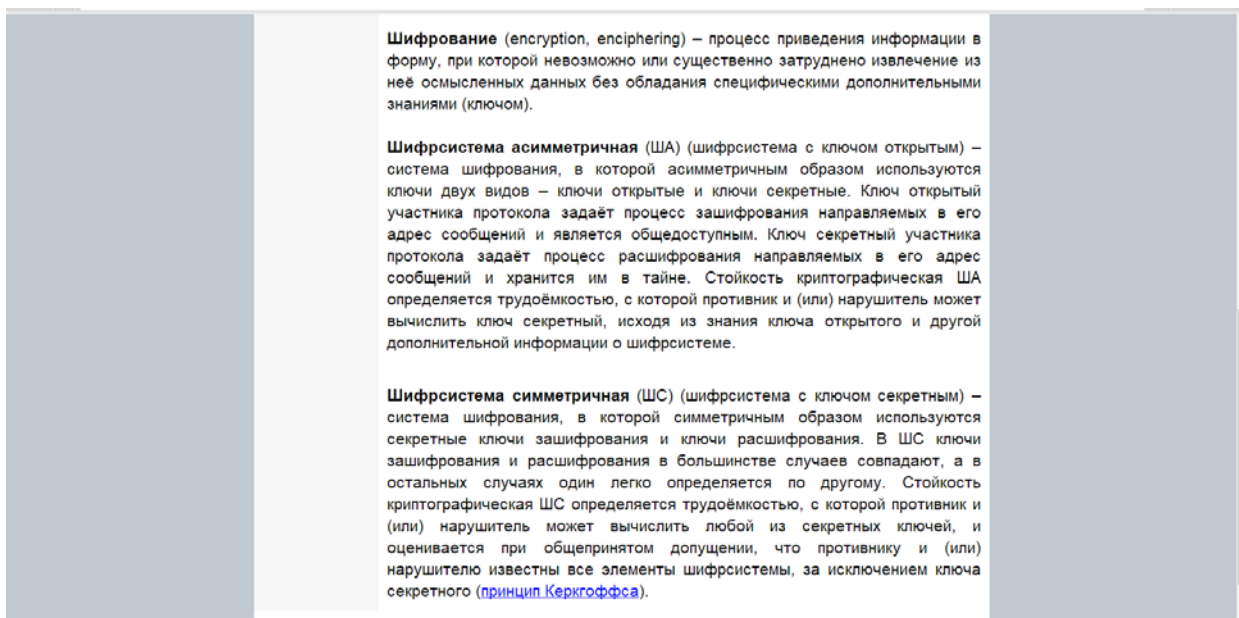 Шифрование (encryption, enciphering) – процесс приведения информации в
форму, при которой невозможно или существенно затруднено извлечение из
неё осмысленных данных без обладания специфическими дополнительными
знаниями (ключом).
Шифрсистема асимметричная (ША) (шифрсистема с ключом открытым) –
система шифрования, в которой асимметричным образом используются
ключи двух видов – ключи открытые и ключи секретные. Ключ открытый
участника протокола задаёт процесс зашифрования направляемых в его
адрес сообщений и является общедоступным. Ключ секретный участника
протокола задаёт процесс расшифрования направляемых в его адрес
сообщений и хранится им в тайне. Стойкость криптографическая ША
определяется трудоёмкостью, с которой противник и (или) нарушитель может
вычислить ключ секретный, исходя из знания ключа открытого и другой
дополнительной информации о шифрсистеме.
Шифрсистема симметричная (ШС) (шифрсистема с ключом секретным) –
система шифрования, в которой симметричным образом используются
секретные ключи зашифрования и ключи расшифрования. В ШС ключи
зашифрования и расшифрования в большинстве случаев совпадают, а в
остальных случаях один легко определяется по другому. Стойкость
криптографическая ШС определяется трудоёмкостью, с которой противник и
(или) нарушитель может вычислить любой из секретных ключей, и
оценивается при общепринятом допущении, что противнику и (или)
нарушителю известны все элементы шифрсистемы, за исключением ключа
секретного (принцип Керкгоффса).